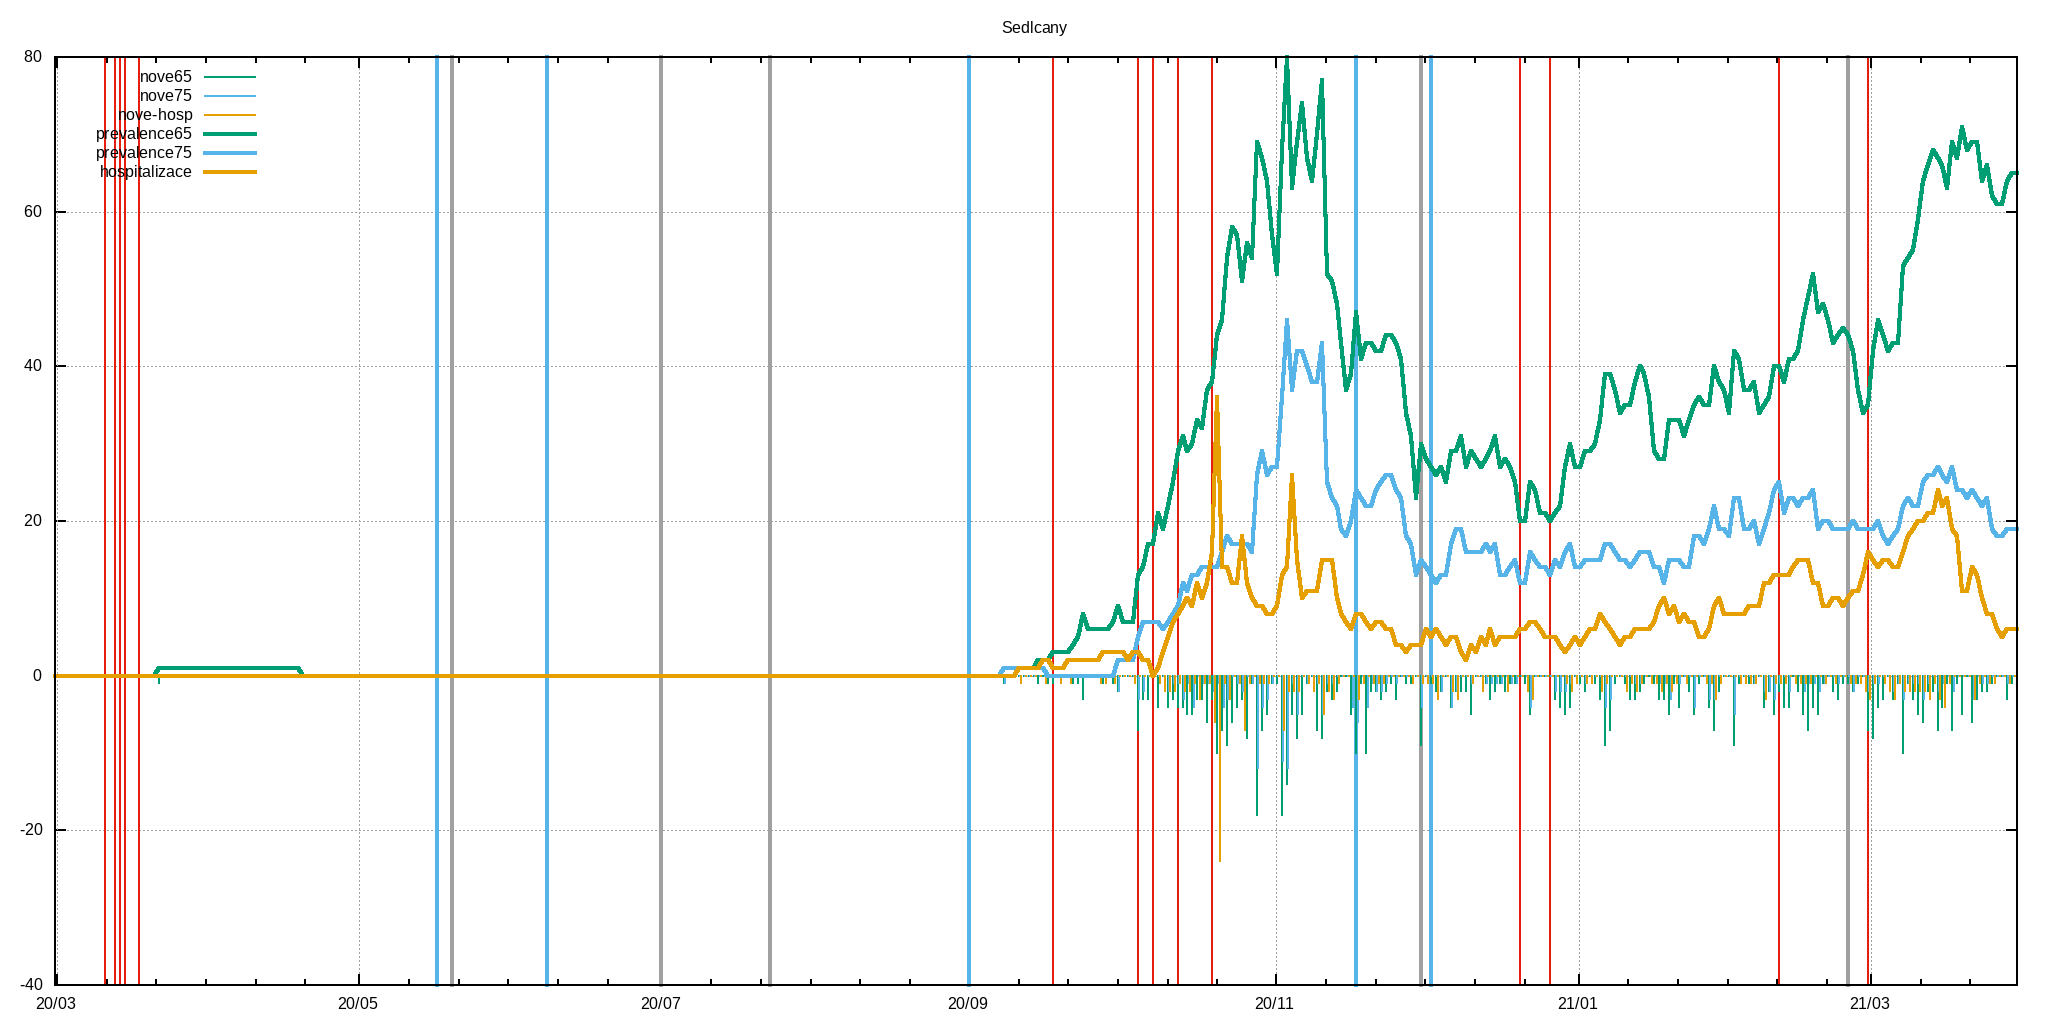 Sedlcany
80
nove65
nove75
nove-hosp
prevalence65
prevalence75
hospitalizace
60
40
20
0
-20
-40
20/03 20/05 20/07 20/09 20/11 21/01 21/03